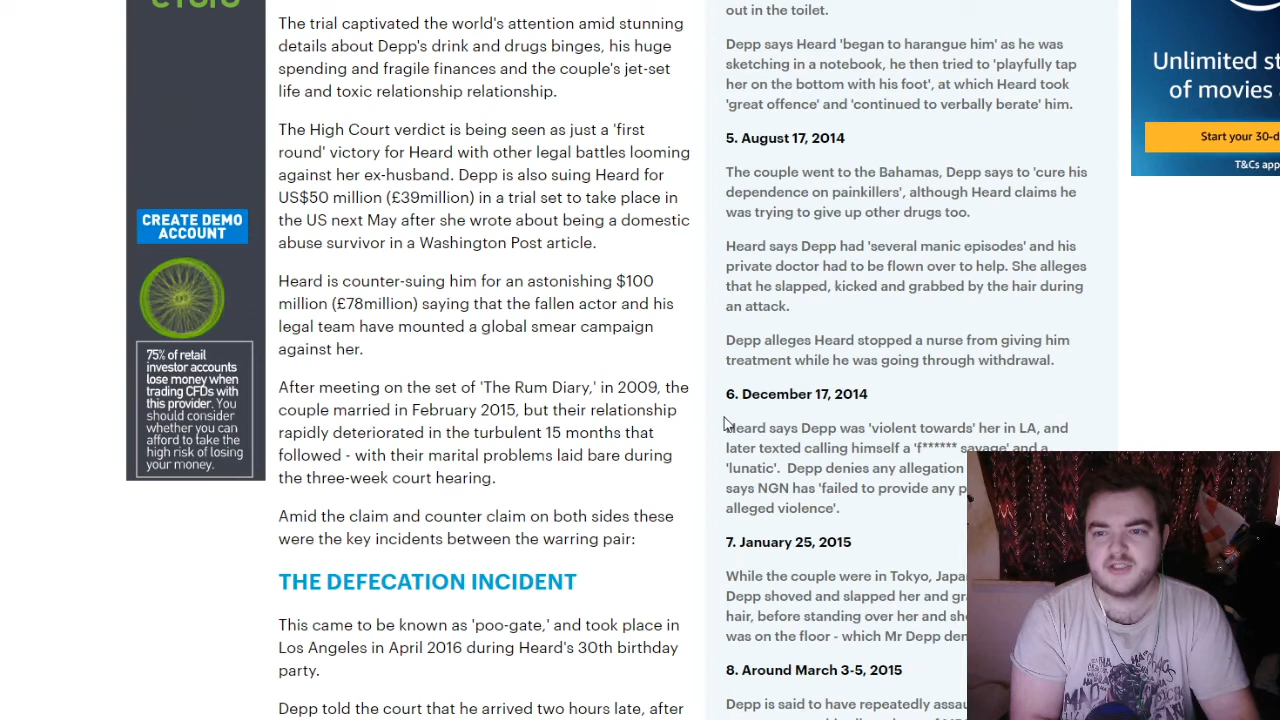 The trial captivated the world's attention amid stunning
details about Depp's drink and drugs binges, his huge
spending and fragile finances and the couple's jet-set
life and toxic relationship relationship.
The High Court verdict is being seen as just a 'first
round' victory for Heard with other legal battles looming
against her ex-husband. Depp is also suing Heard for
US$50 million (£39million) in a trial set to take place in
the US next May after she wrote about being a domestic
abuse survivor in a Washington Post article.
Heard is counter-suing him for an astonishing $100
million (£78million) saying that the fallen actor and his
legal team have mounted a global smear campaign
against her.
After meeting on the set of 'The Rum Diary,' in 2009, the
couple married in February 2015, but their relationship
rapidly deteriorated in the turbulent 15 months that
followed - with their marital problems laid bare during
the three-week court hearing.
Amid the claim and counter claim on both sides these
were the key incidents between the warring pair:
THE DEFECATION INCIDENT
This came to be known as 'poo-gate,' and took place in
Los Angeles in April 2016 during Heard's 30th birthday
party.
Depp told the court that he arrived two hours late, after
out in the toilet.
Depp says Heard 'began to harangue him' as he was
sketching in a notebook, he then tried to 'playfully tap
her on the bottom with his foot', at which Heard took
'great offence' and 'continued to verbally berate' him.
5. August 17, 2014
The couple went to the Bahamas, Depp says to 'cure his
dependence on painkillers', although Heard claims he
was trying to give up other drugs too.
Heard says Depp had 'several manic episodes' and his
private doctor had to be flown over to help. She alleges
that he slapped, kicked and grabbed by the hair during
an attack.
Depp alleges Heard stopped a nurse from giving him
treatment while he was going through withdrawal.
6. December 17, 2014
Heard says Depp was 'violent towards' her in LA, and
later texted calling himself a 'f****** savage' and a
'lunatic'. Depp denies any allegation
says NGN has 'failed to provide any
alleged violence'.
7. January 25, 2015
While the couple were in Tokyo,
Depp shoved and slapped her and
hair, before standing over her and
was on the floor - which Mr Depp
8. Around March 3-5, 2015
Depp is said to have repeatedly
CREATE DEMO
ACCOUNT
75% of retail
investor accounts
lose money when
trading CFDs with
this provider. You
should consider
whether you can
afford to take the
high risk of losing
your money.
Unlimited
of movies
Start your
T&Cs